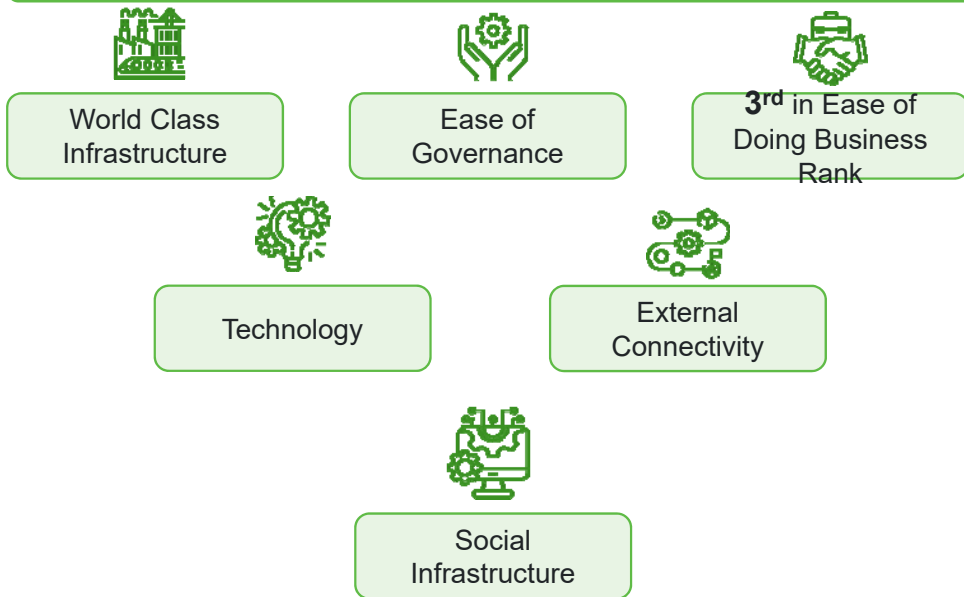 World Class
Infrastructure
Ease of
Governance
3rd in Ease of
Doing Business
Rank
Technology
External
Connectivity
Social
Infrastructure